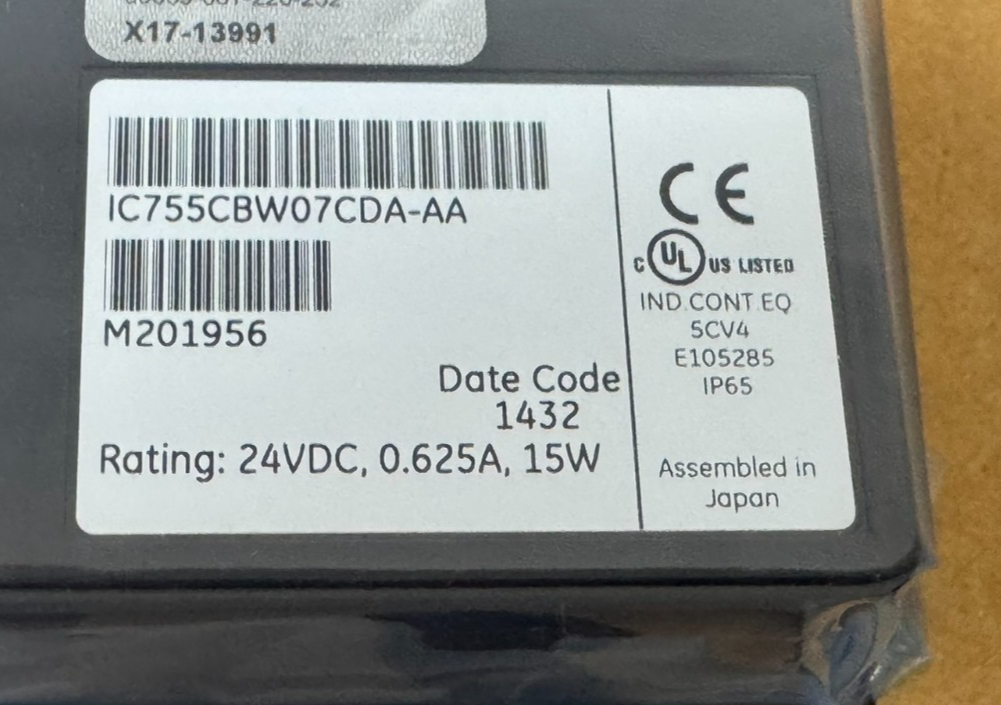 X17-13991
IC755CBW07CDA-AA
M201956
Date Code
1432
Rating: 24VDC, 0.625A, 15W
CE
C UL US LISTED
IND.CONT.EQ
5CV4
E105285
IP65
Assembled in
Japan